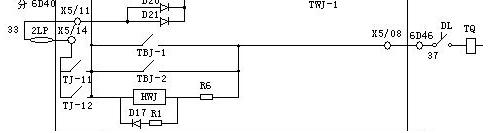 分 6D40
D20
TWJ-1
X5/11
D21
33
2LP
X5/14
TBJ-1
X5/08
6D46
DL
TQ
37
TJ-11
TBJ-2
TJ-12
HWJ
R6
D17 R1